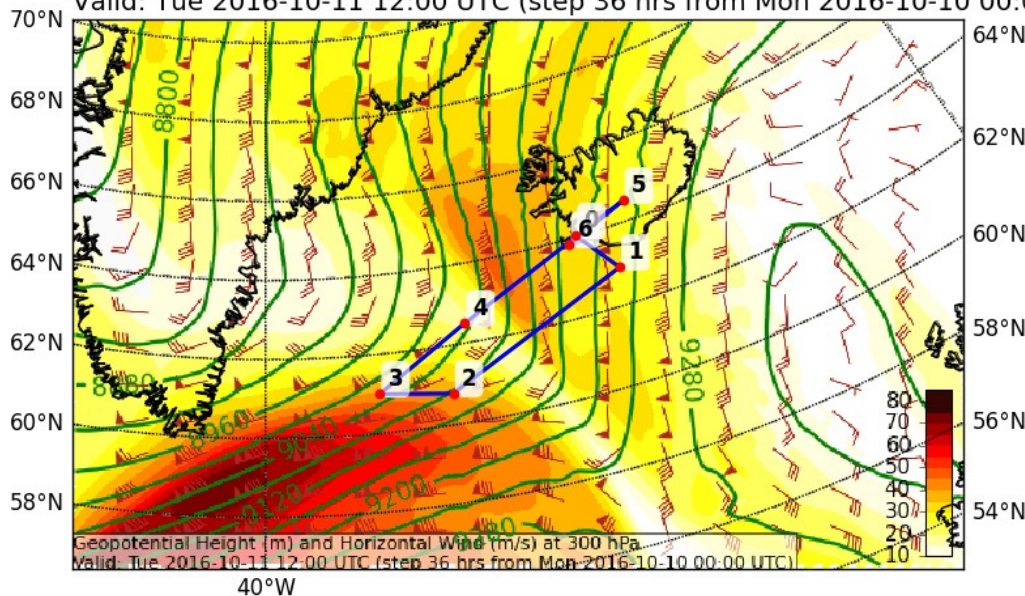 Valid: Tue 2016-10-11 12:00 UTC (step 36 hrs from Mon 2016-10-10 00:0
70°N
68°N
66°N
64°N
62°N
60°N
58°N
64°N
62°N
60°N
58°N
56°N
54°N
8800
5
0
6
1
4
3
2
9280
8960
9040
9120
9200
80
70
60
50
40
30
20
10
Geopotential Height (m) and Horizontal Wind (m/s) at 300 hPa
Valid: Tue 2016-10-11 12:00 UTC (step 36 hrs from Mon 2016-10-10 00:00 UTC)
40°W